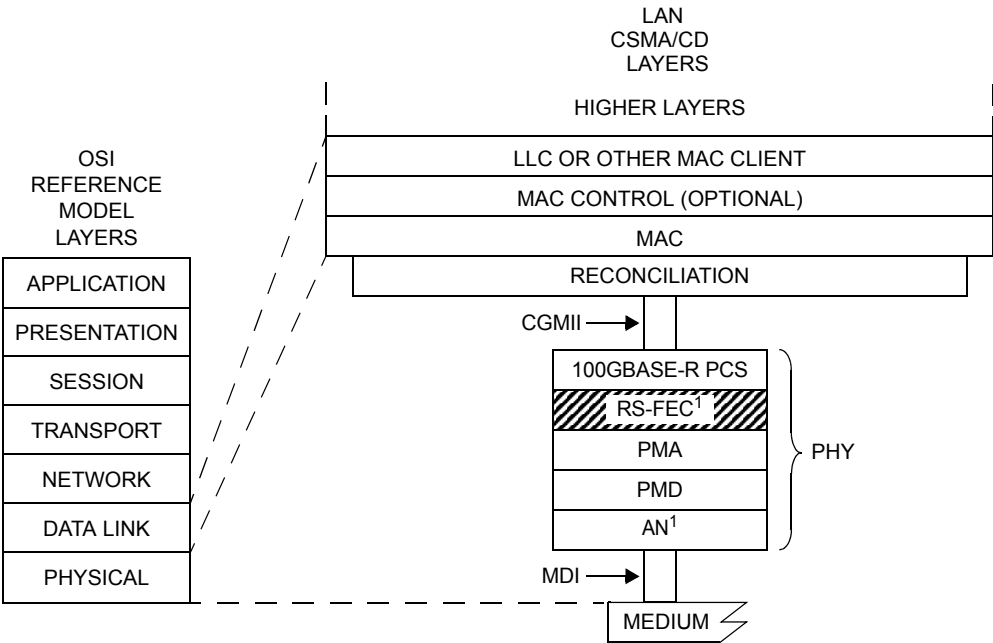 LAN
CSMA/CD
LAYERS
HIGHER LAYERS
LLC OR OTHER MAC CLIENT
MAC CONTROL (OPTIONAL)
MAC
RECONCILIATION
OSI
REFERENCE
MODEL
LAYERS
APPLICATION
PRESENTATION
SESSION
TRANSPORT
NETWORK
DATA LINK
PHYSICAL
CGMII
100GBASE-R PCS
RS-FEC¹
PMA
PMD
AN¹
PHY
MDI
MEDIUM